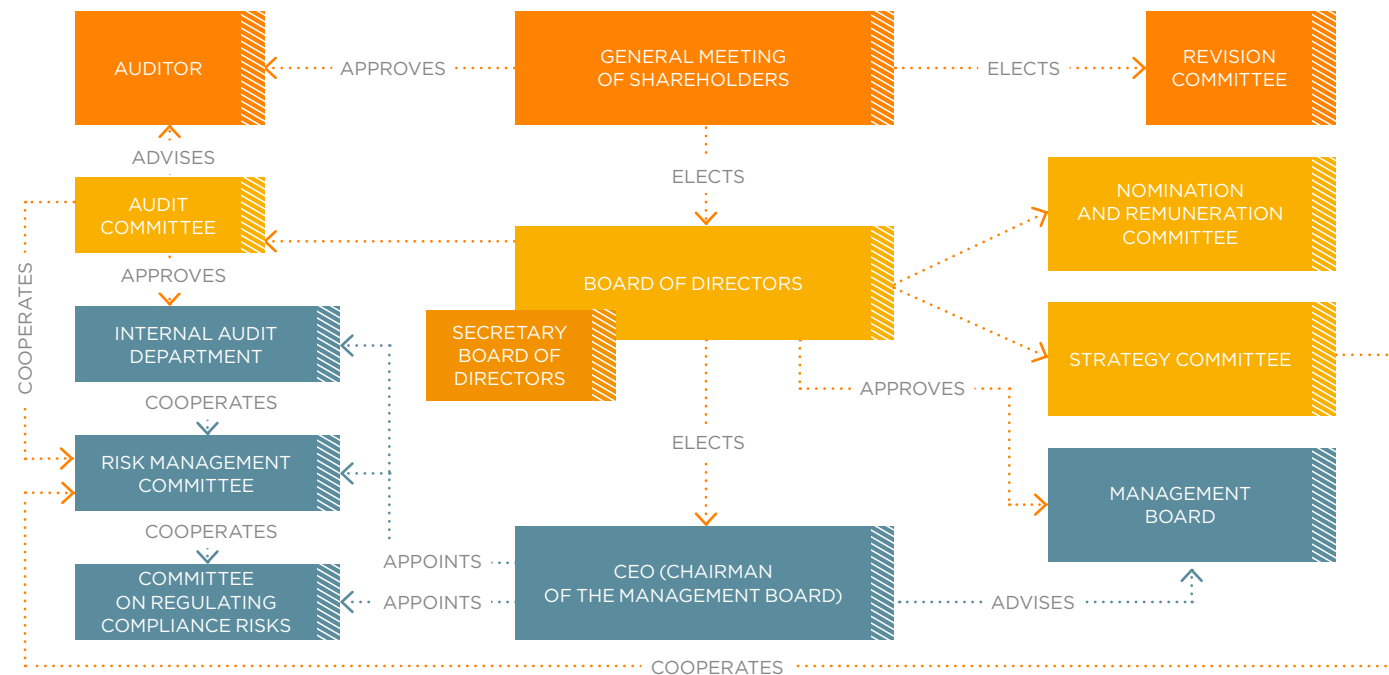 AUDITOR
APPROVES
GENERAL MEETING
OF SHAREHOLDERS
ELECTS
REVISION
COMMITTEE
ADVISES
ELECTS
AUDIT
COMMITTEE
NOMINATION
AND REMUNERATION
COMMITTEE
APPROVES
BOARD OF DIRECTORS
COOPERATES
INTERNAL AUDIT
DEPARTMENT
SECRETARY
BOARD OF
DIRECTORS
STRATEGY COMMITTEE
APPROVES
COOPERATES
ELECTS
RISK MANAGEMENT
COMMITTEE
MANAGEMENT
BOARD
COOPERATES
APPOINTS
CEO (CHAIRMAN
OF THE MANAGEMENT BOARD)
COMMITTEE
ON REGULATING
COMPLIANCE RISKS
APPOINTS
ADVISES
COOPERATES